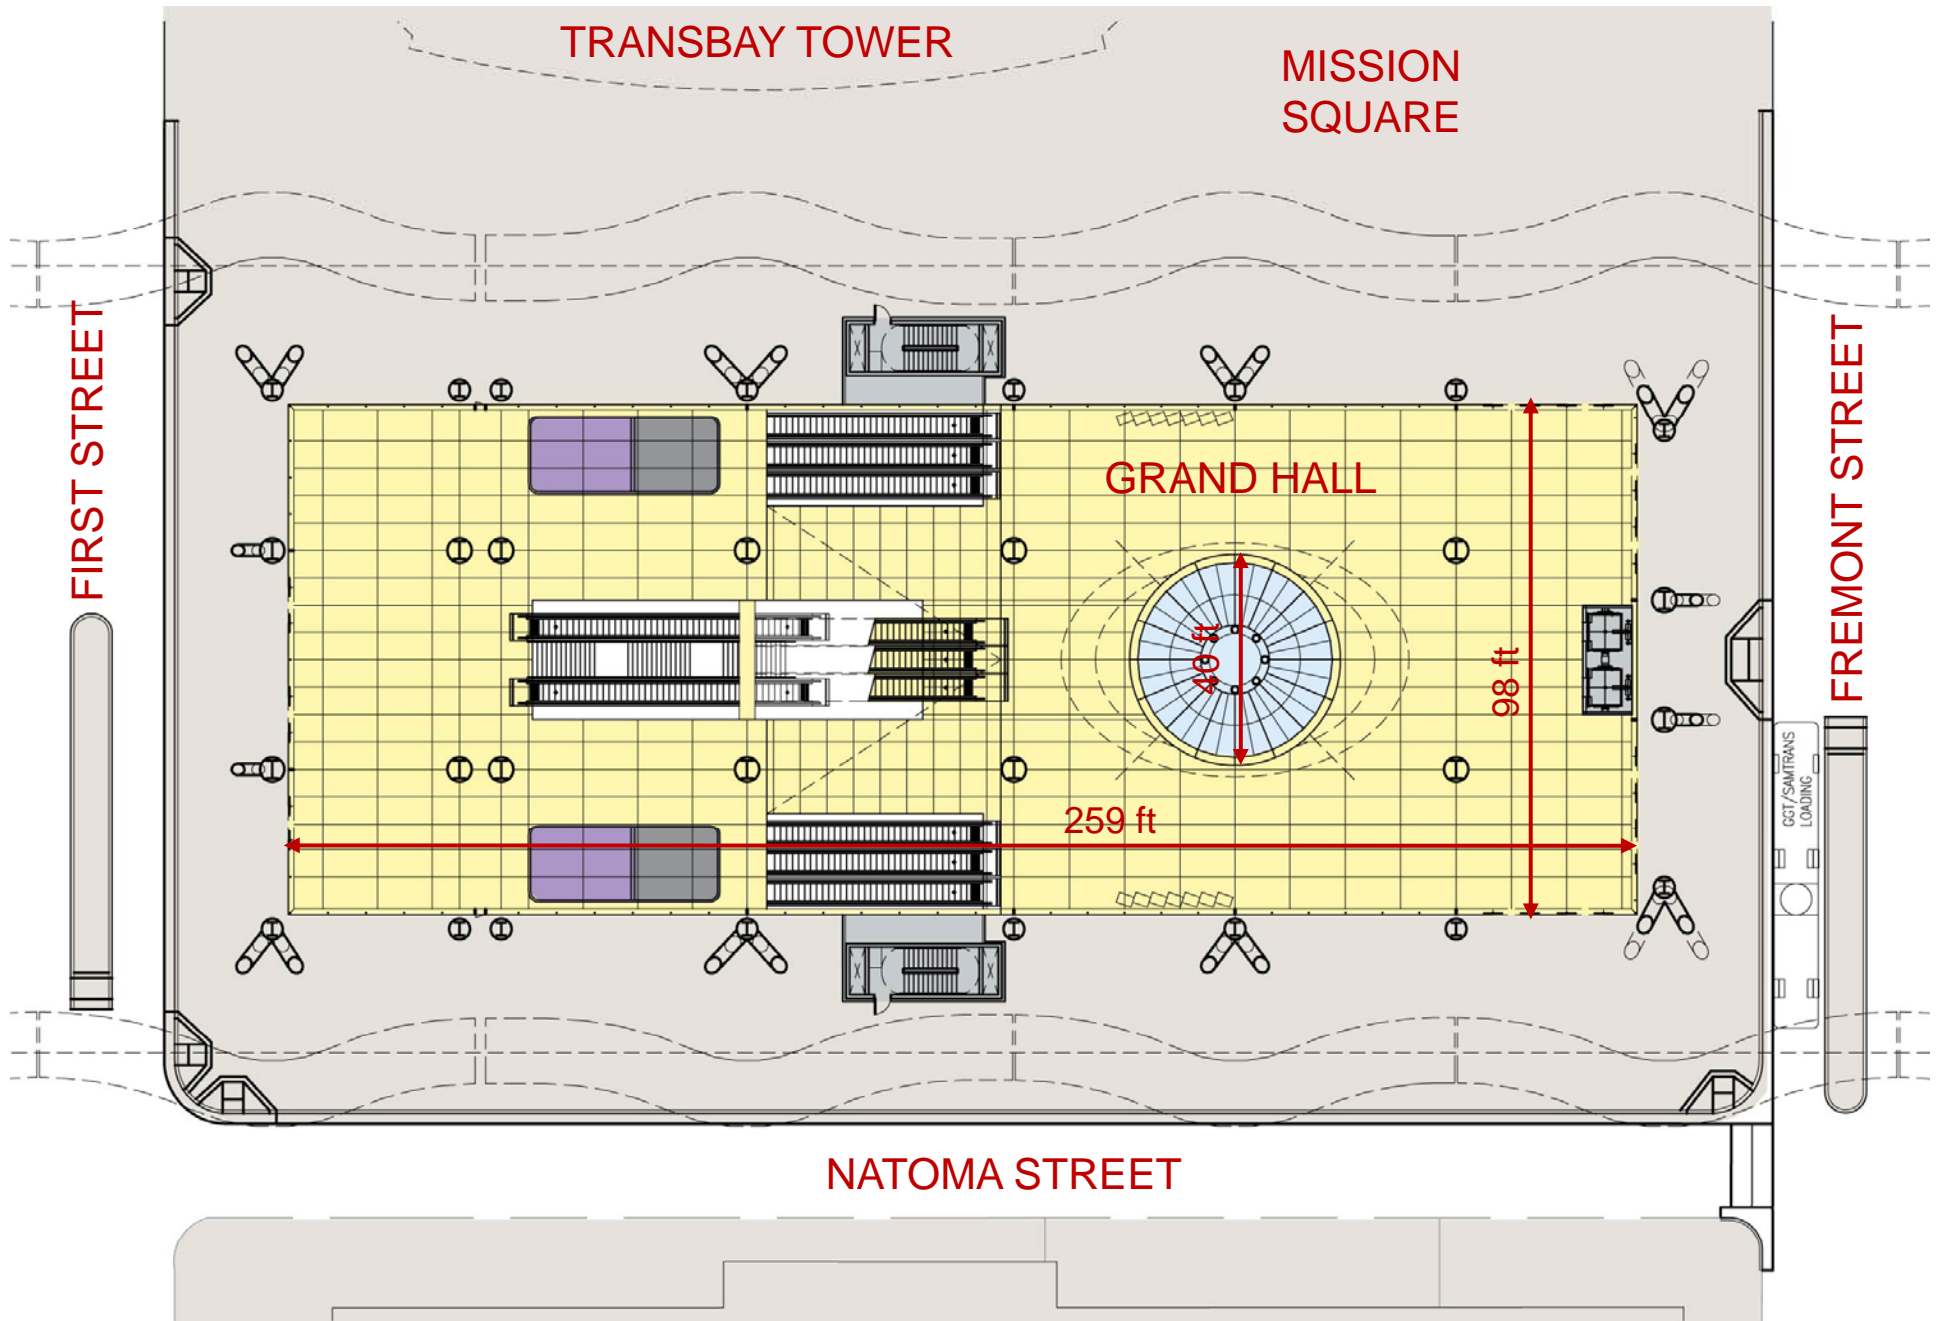 TRANSBAY TOWER
MISSION
SQUARE
FIRST STREET
FREMONT STREET
GRAND HALL
40 ft
98 ft
259 ft
GGT/SAMTRANS
LOADING
NATOMA STREET